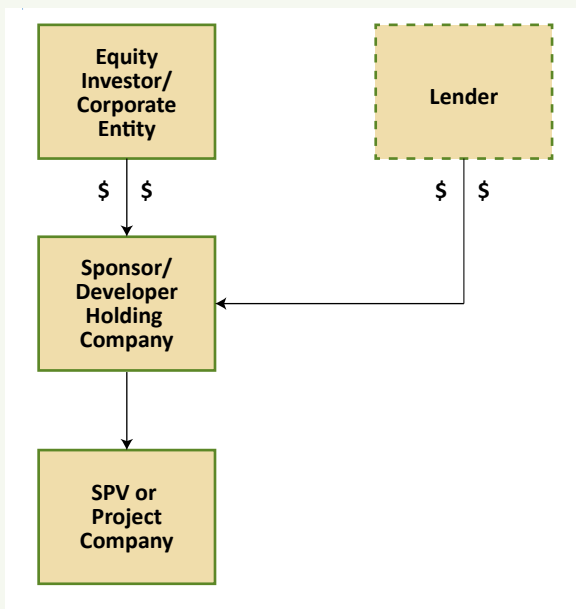 Equity
Investor/
Corporate
Entity
Lender
$ $
$ $
Sponsor/
Developer
Holding
Company
SPV or
Project
Company